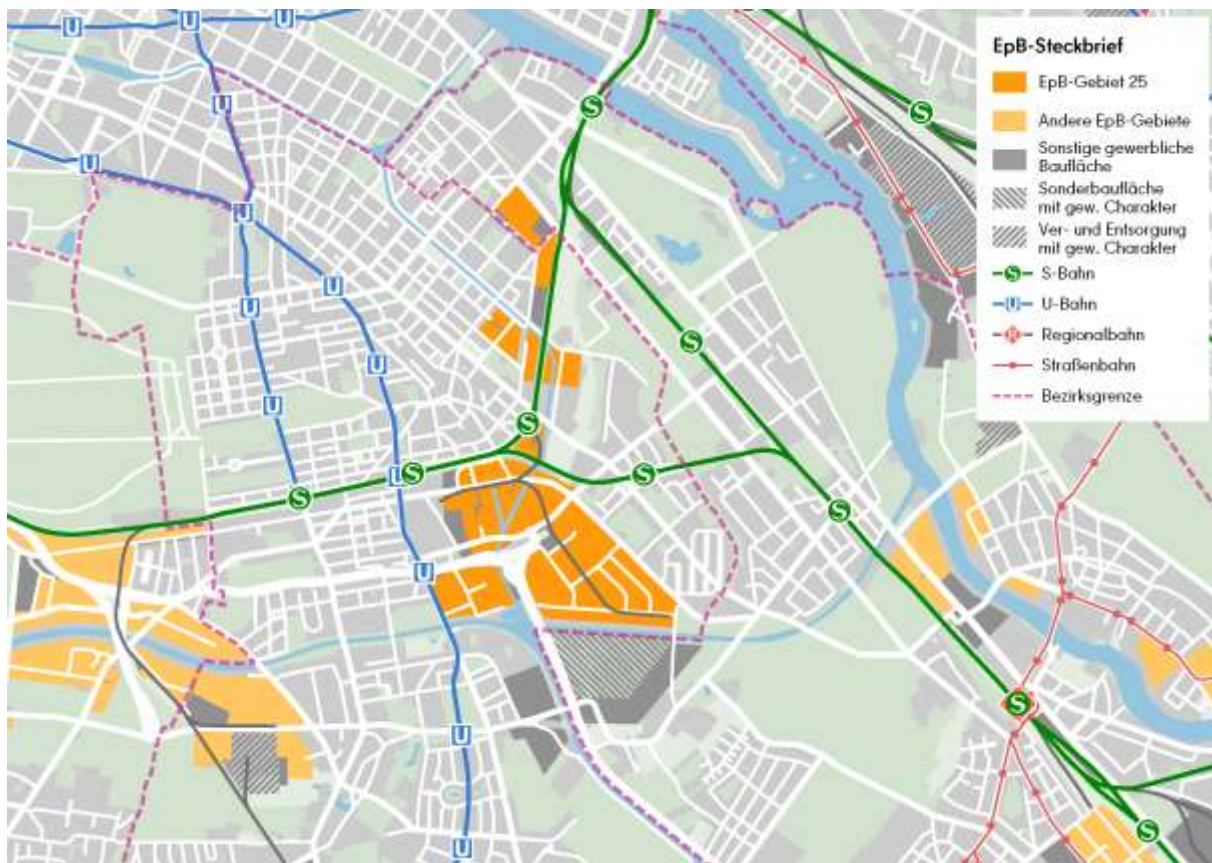 EpB-Steckbrief
EpB-Gebiet 25
Andere EpB-Gebiete
Sonstige gewerbliche
Baufläche
Sonderbaufläche
mit gew. Charakter
Ver- und Entsorgung
mit gew. Charakter
S S-Bahn
U U-Bahn
R Regionalbahn
Straßenbahn
Bezirksgrenze
U
U
U
U
S
S
U
U
U
U
S
U
U
S
S
S
S
S
S
U
S
U
S
U